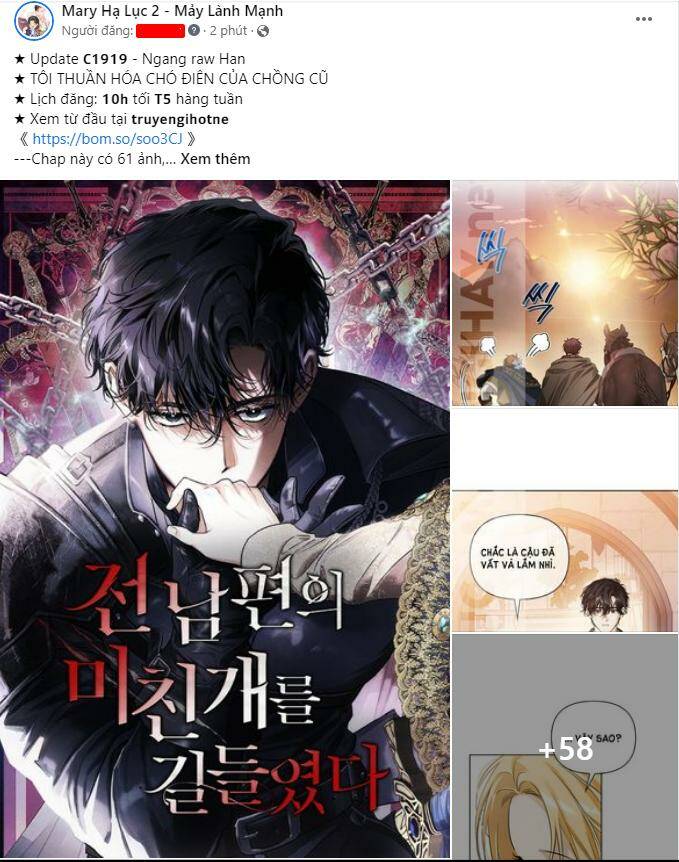 Mary Hạ Lục 2 - Mảy Lành Mạnh
Người đăng: · 2 phút ·
★ Update C1919 - Ngang raw Han
★ TÔI THUẦN HÓA CHÓ ĐIÊN CỦA CHỒNG CŨ
★ Lịch đăng: 10h tối T5 hàng tuần
★ Xem từ đầu tại truyengihotne
《 https://bom.so/soo3CJ 》
---Chap này có 61 ảnh,... Xem thêm
씩
씩
전 남편의
미친개를
길들였다
CHẮC LÀ CẬU ĐÃ
VẤT VẢ LẮM NHỈ.
VẬY SAO?
+58